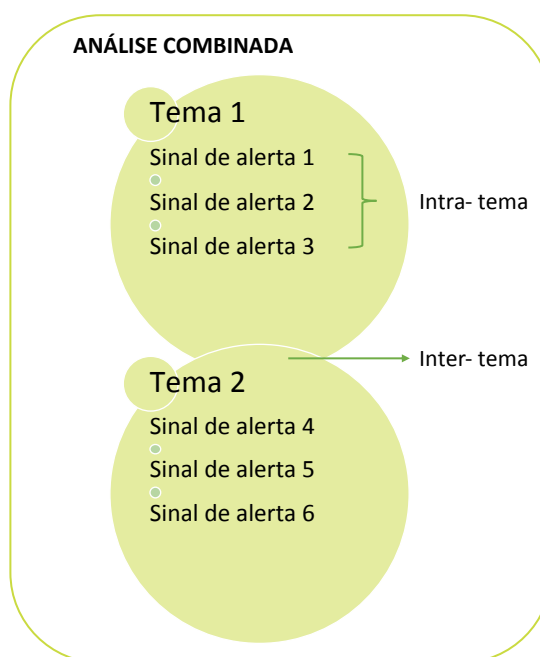 ANÁLISE COMBINADA
Tema 1
Sinal de alerta 1
Sinal de alerta 2
Intra- tema
Sinal de alerta 3
Inter- tema
Tema 2
Sinal de alerta 4
Sinal de alerta 5
Sinal de alerta 6